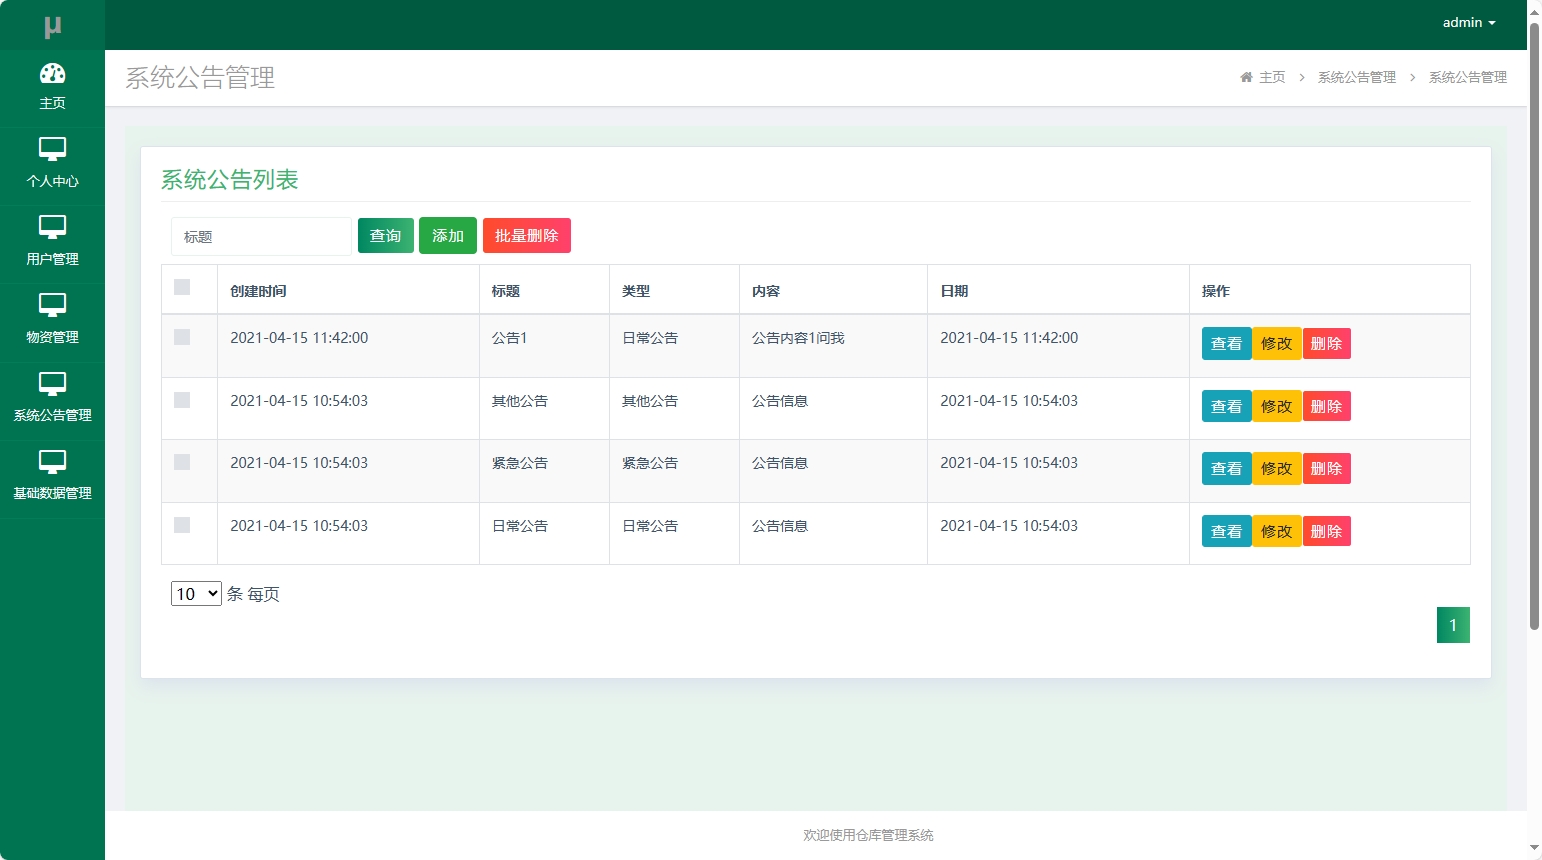 μ
admin
主页
个人中心
用户管理
物资管理
系统公告管理
基础数据管理
系统公告管理
主页 > 系统公告管理 > 系统公告管理
系统公告列表
标题 查询 添加 批量删除
创建时间 标题 类型 内容 日期 操作
2021-04-15 11:42:00 公告1 日常公告 公告内容1问我 2021-04-15 11:42:00 查看 修改 删除
2021-04-15 10:54:03 其他公告 其他公告 公告信息 2021-04-15 10:54:03 查看 修改 删除
2021-04-15 10:54:03 紧急公告 紧急公告 公告信息 2021-04-15 10:54:03 查看 修改 删除
2021-04-15 10:54:03 日常公告 日常公告 公告信息 2021-04-15 10:54:03 查看 修改 删除
10 条 每页
1
欢迎使用仓库管理系统